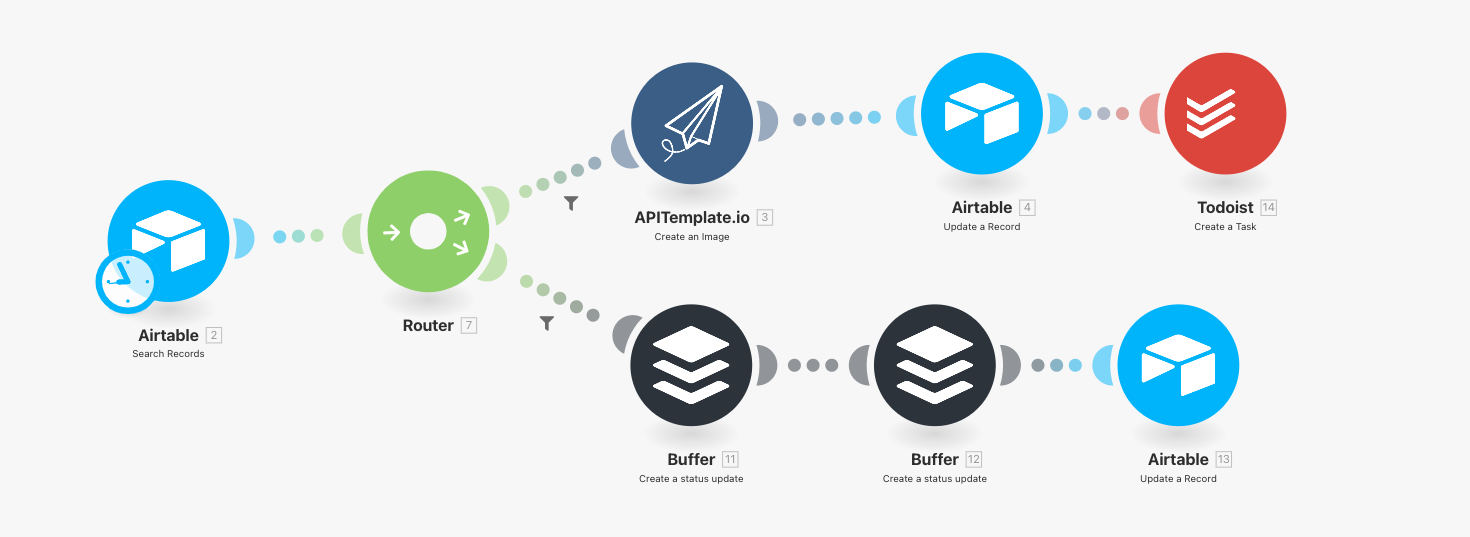 APITemplate.io 3
Create an Image
Airtable 4
Update a Record
Todoist 14
Create a Task
Airtable 2
Search Records
Router 7
Buffer 11
Create a status update
Buffer 12
Create a status update
Airtable 13
Update a Record